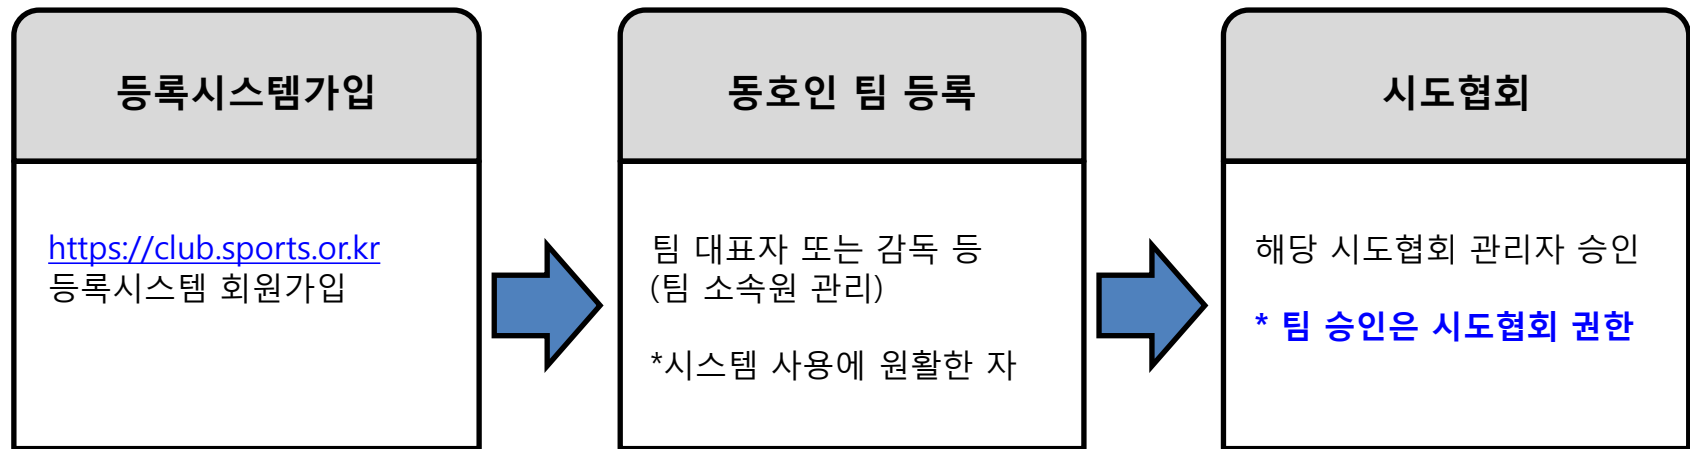 등록시스템가입
https://club.sports.or.kr
등록시스템 회원가입
동호인 팀 등록
팀 대표자 또는 감독 등
(팀 소속원 관리)
*시스템 사용에 원활한 자
시도협회
해당 시도협회 관리자 승인
* 팀 승인은 시도협회 권한